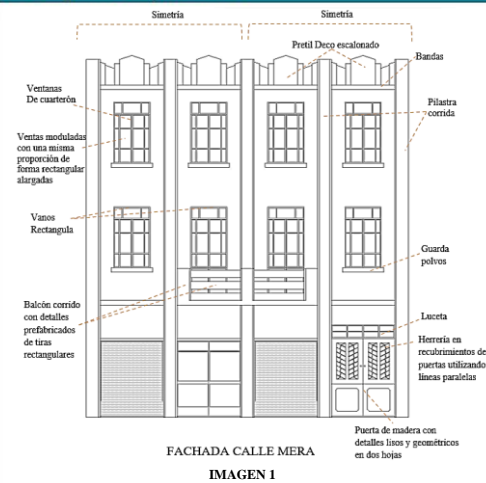 Simetría
Simetría
Pretil Deco escalonado
Bandas
Ventanas
De cuarterón
Pilastra
corrida
Ventas moduladas
con una misma
proporción de
forma rectangular
alargadas
Vanos
Rectangula
Guarda
polvos
Balcón corrido
con detalles
prefabricados
de tiras
rectangulares
Luceta
Herrería en
recubrimientos de
puertas utilizando
líneas paralelas
Puerta de madera con
detalles lisos y geométricos
en dos hojas
FACHADA CALLE MERA
IMAGEN 1